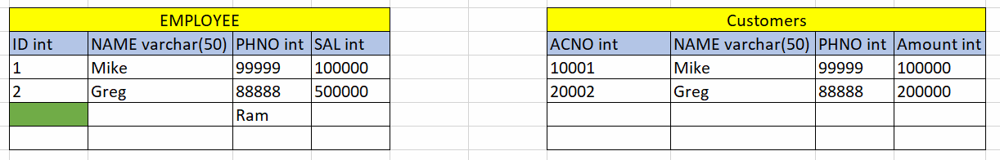 EMPLOYEE Customers
ID int NAME varchar(50) PHNO int SAL int ACNO int NAME varchar(50) PHNO int Amount int
1 Mike 99999 100000 10001 Mike 99999 100000
2 Greg 88888 500000 20002 Greg 88888 200000
Ram